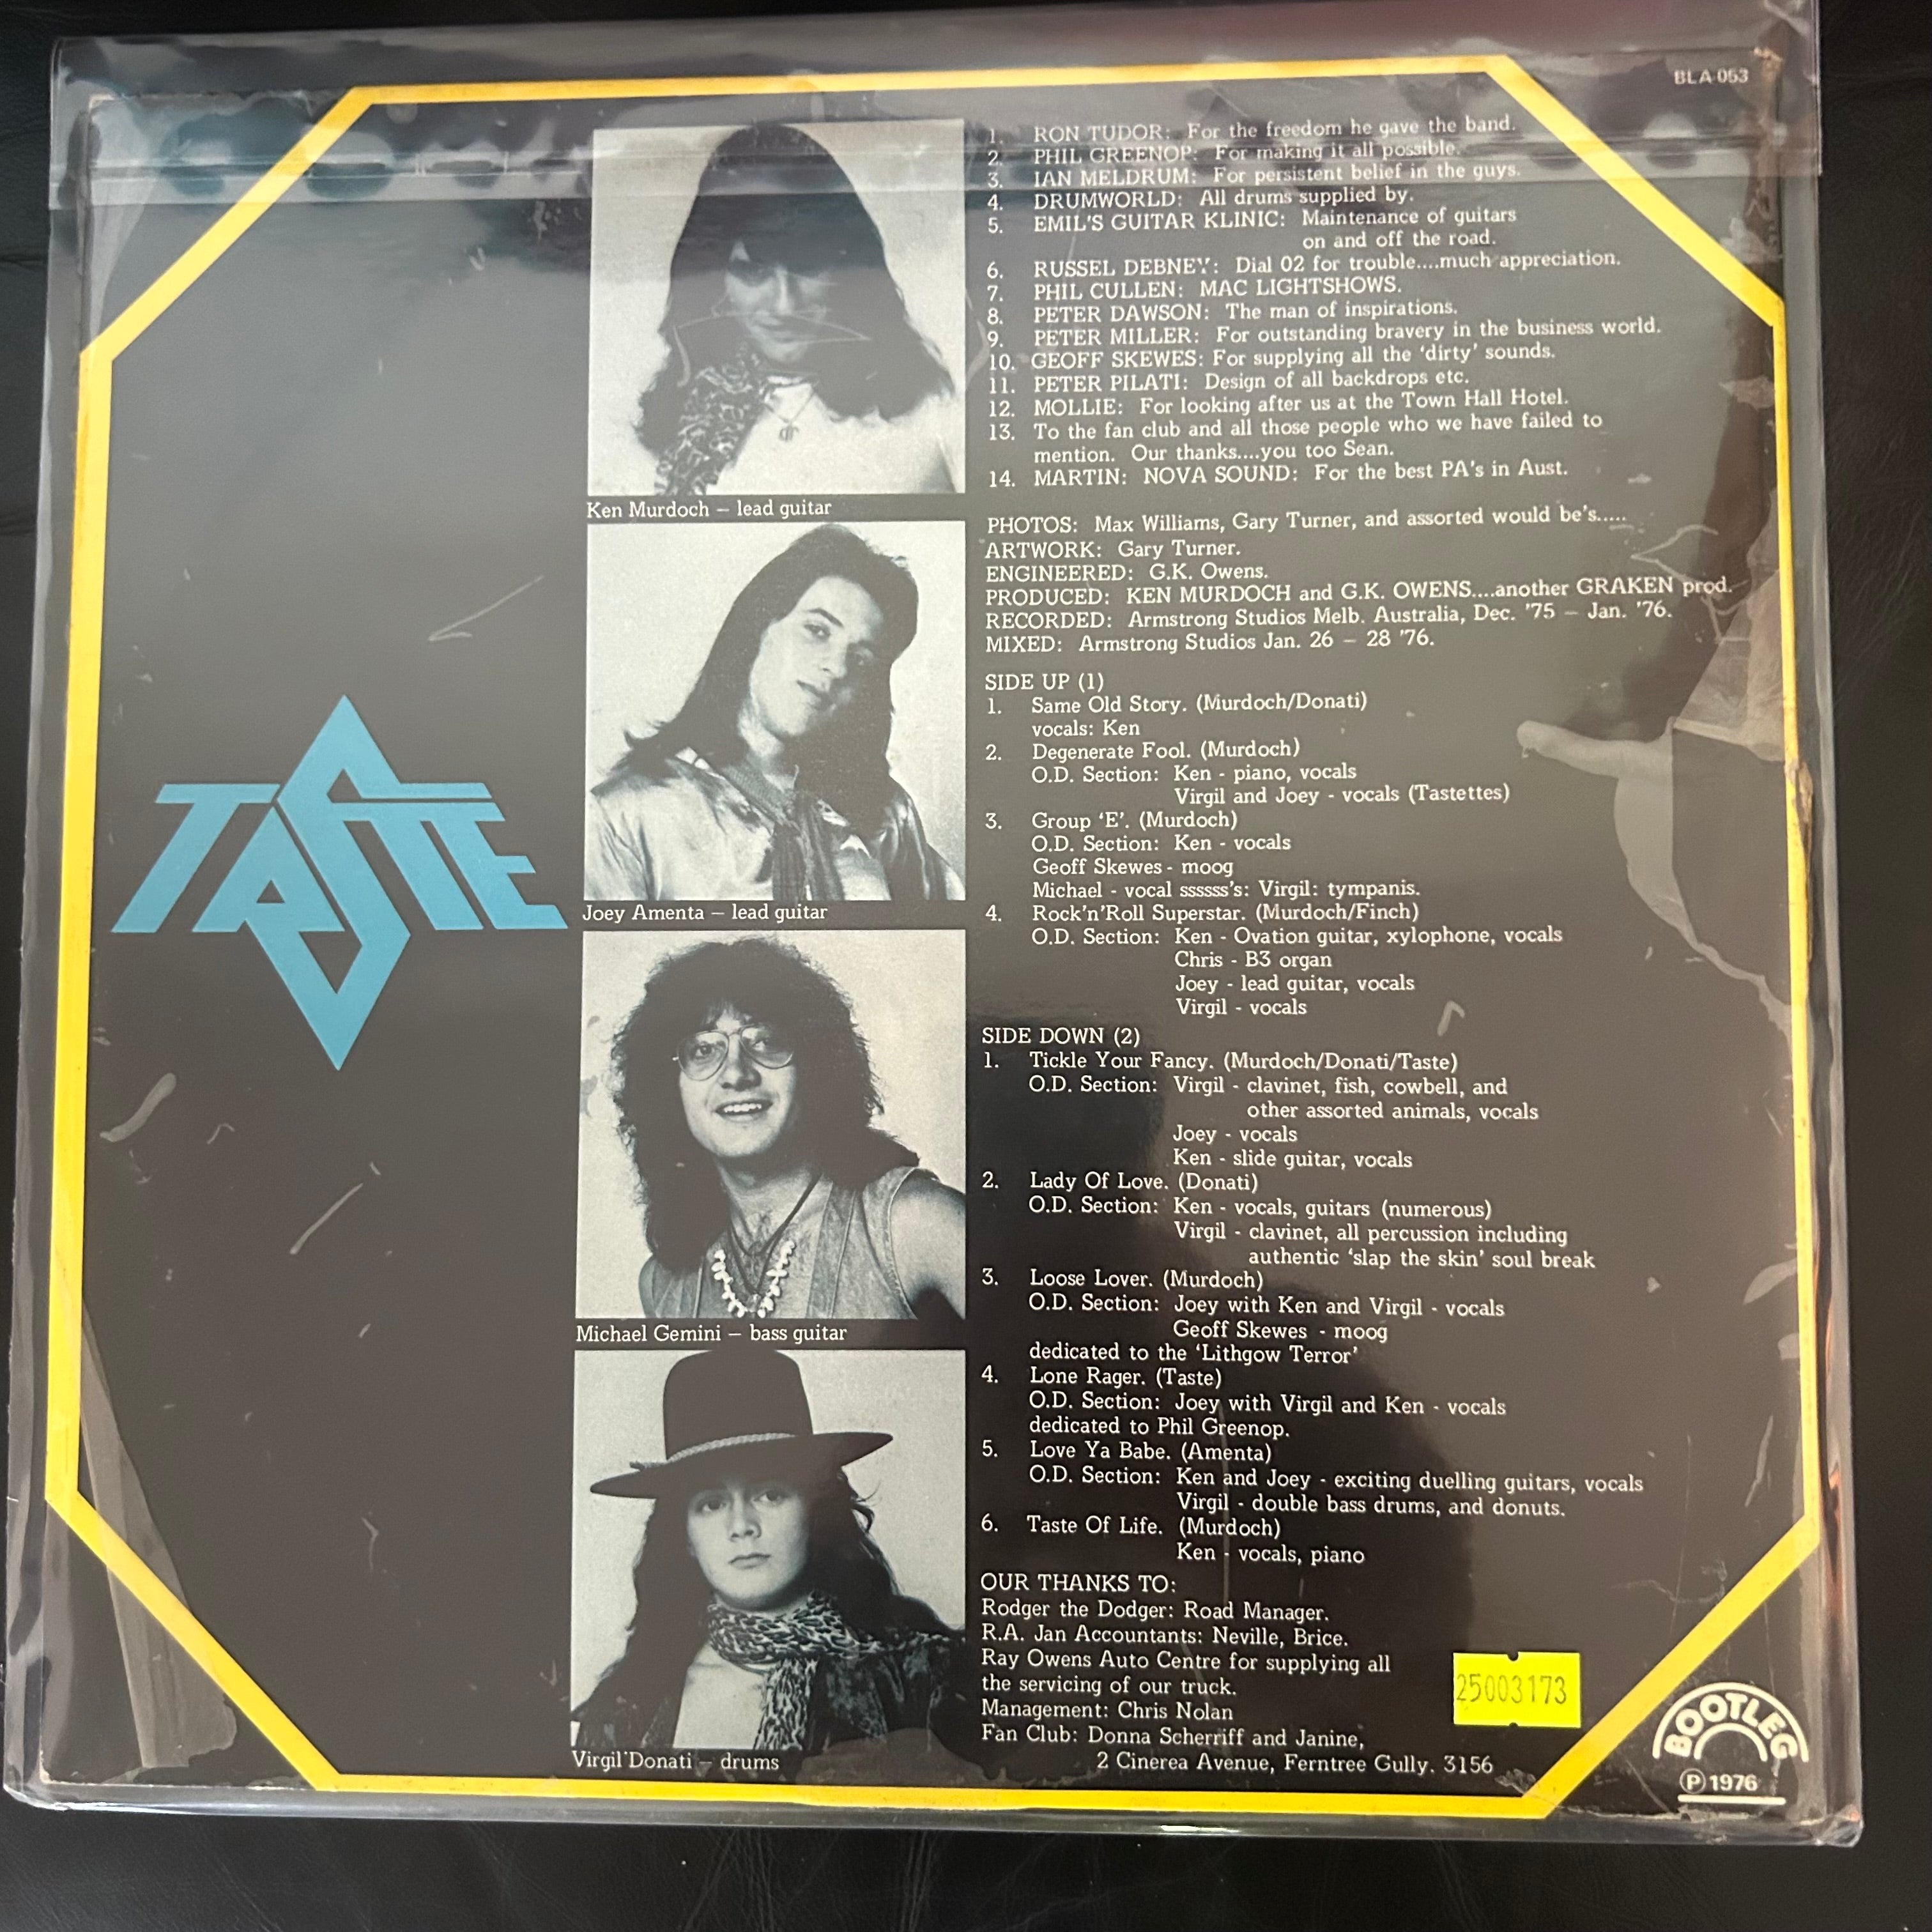 BLA 053
TASTE
Ken Murdoch – lead guitar
Joey Amenta – lead guitar
Michael Gemini – bass guitar
Virgil Donati – drums
1. RON TUDOR: For the freedom he gave the band.
2. PHIL GREENOP: For making it all possible.
3. IAN MELDRUM: For persistent belief in the guys.
4. DRUMWORLD: All drums supplied by.
5. EMIL'S GUITAR KLINIC: Maintenance of guitars
on and off the road.
6. RUSSEL DEBNEY: Dial 02 for trouble....much appreciation.
7. PHIL CULLEN: MAC LIGHTSHOWS.
8. PETER DAWSON: The man of inspirations.
9. PETER MILLER: For outstanding bravery in the business world.
10. GEOFF SKEWES: For supplying all the 'dirty' sounds.
11. PETER PILATI: Design of all backdrops etc.
12. MOLLIE: For looking after us at the Town Hall Hotel.
13. To the fan club and all those people who we have failed to
mention. Our thanks....you too Sean.
14. MARTIN: NOVA SOUND: For the best PA's in Aust.
PHOTOS: Max Williams, Gary Turner, and assorted would be's.....
ARTWORK: Gary Turner.
ENGINEERED: G.K. Owens.
PRODUCED: KEN MURDOCH and G.K. OWENS....another GRAKEN prod.
RECORDED: Armstrong Studios Melb. Australia, Dec. '75 – Jan. '76.
MIXED: Armstrong Studios Jan. 26 – 28 '76.
SIDE UP (1)
1. Same Old Story. (Murdoch/Donati)
vocals: Ken
2. Degenerate Fool. (Murdoch)
O.D. Section: Ken - piano, vocals
Virgil and Joey - vocals (Tastettes)
3. Group 'E'. (Murdoch)
O.D. Section: Ken - vocals
Geoff Skewes - moog
Michael - vocal ssssss's: Virgil: tympanis.
4. Rock'n'Roll Superstar. (Murdoch/Finch)
O.D. Section: Ken - Ovation guitar, xylophone, vocals
Chris - B3 organ
Joey - lead guitar, vocals
Virgil - vocals
SIDE DOWN (2)
1. Tickle Your Fancy. (Murdoch/Donati/Taste)
O.D. Section: Virgil - clavinet, fish, cowbell, and
other assorted animals, vocals
Joey - vocals
Ken - slide guitar, vocals
2. Lady Of Love. (Donati)
O.D. Section: Ken - vocals, guitars (numerous)
Virgil - clavinet, all percussion including
authentic 'slap the skin' soul break
3. Loose Lover. (Murdoch)
O.D. Section: Joey with Ken and Virgil - vocals
Geoff Skewes - moog
dedicated to the 'Lithgow Terror'
4. Lone Rager. (Taste)
O.D. Section: Joey with Virgil and Ken - vocals
dedicated to Phil Greenop.
5. Love Ya Babe. (Amenta)
O.D. Section: Ken and Joey - exciting duelling guitars, vocals
Virgil - double bass drums, and donuts.
6. Taste Of Life. (Murdoch)
Ken - vocals, piano
OUR THANKS TO:
Rodger the Dodger: Road Manager.
R.A. Jan Accountants: Neville, Brice.
Ray Owens Auto Centre for supplying all
the servicing of our truck.
Management: Chris Nolan
Fan Club: Donna Scherriff and Janine,
2 Cinerea Avenue, Ferntree Gully. 3156
25003173
BOOTLEG
Ⓟ 1976